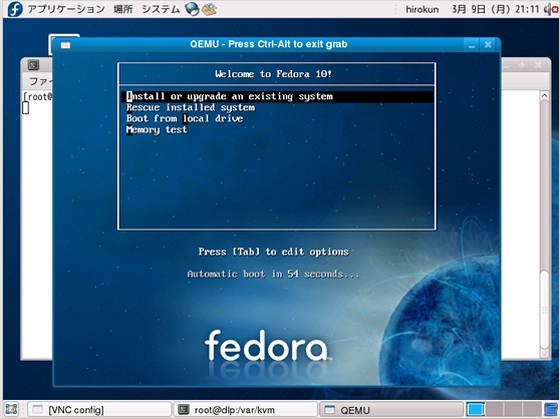 アプリケーション 場所 システム hirokun 3月 9日 (月) 21:11
QEMU - Press Ctrl-Alt to exit grab
ファイ
[root@
Welcome to Fedora 10!
Install or upgrade an existing system
Rescue installed system
Boot from local drive
Memory test
Press [Tab] to edit options
Automatic boot in 54 seconds...
fedora
[VNC config] root@dlp:/var/kvm QEMU